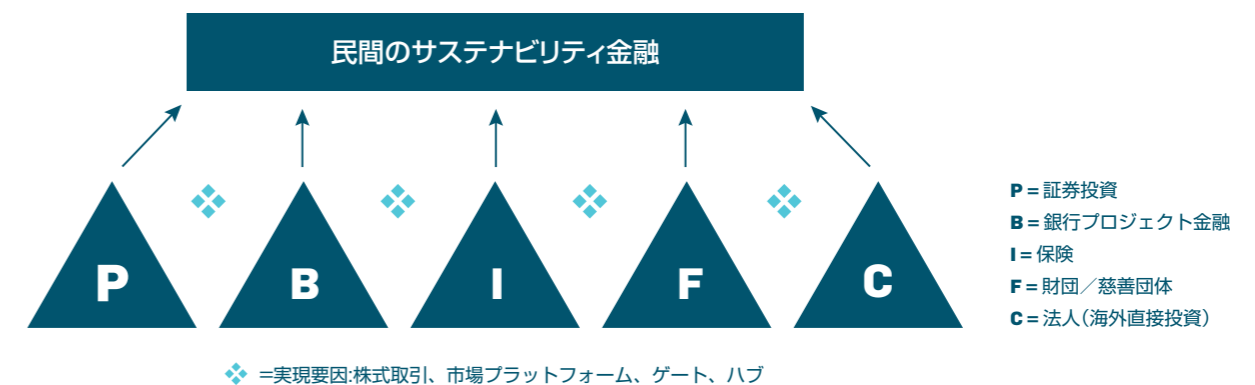 民間のサステナビリティ金融
P
B
I
F
C
P = 証券投資
B = 銀行プロジェクト金融
I = 保険
F = 財団／慈善団体
C = 法人（海外直接投資）
=実現要因:株式取引、市場プラットフォーム、ゲート、ハブ